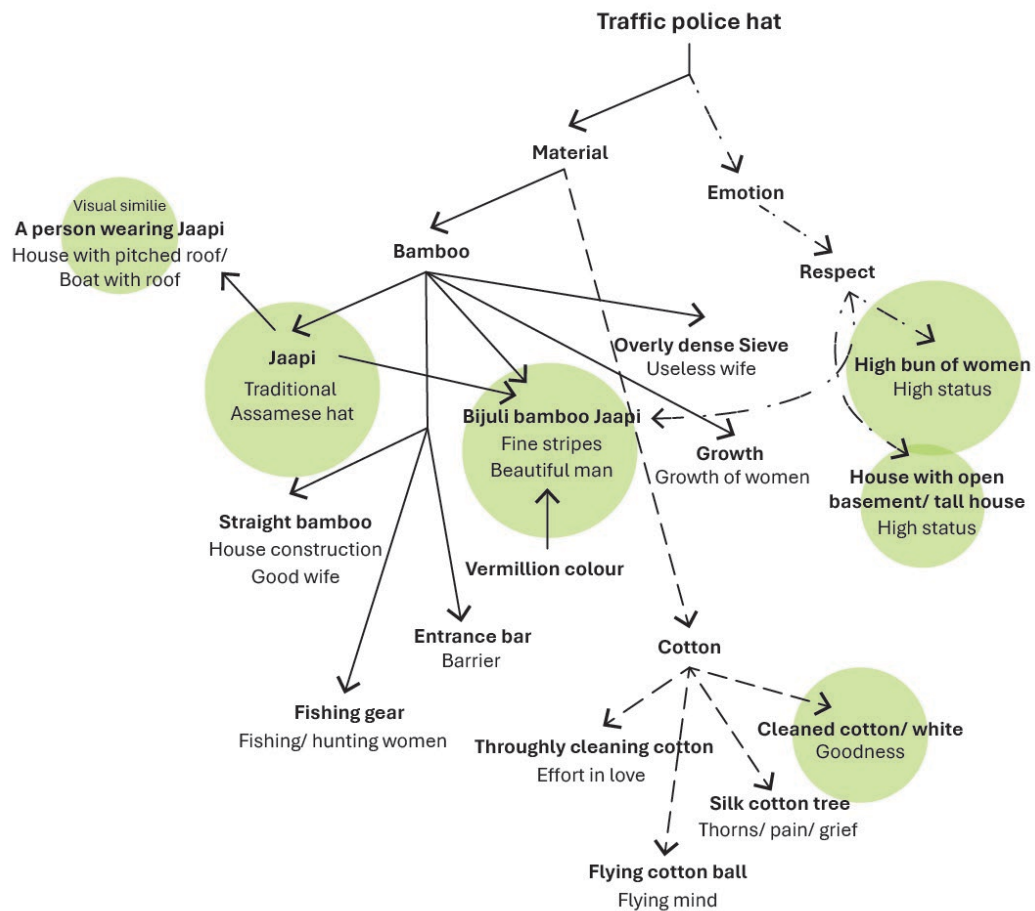 Traffic police hat
Material
Emotion
Visual similie
A person wearing Jaapi
House with pitched roof/
Boat with roof
Bamboo
Respect
Jaapi
Traditional
Assamese hat
Overly dense Sieve
Useless wife
High bun of women
High status
Bijuli bamboo Jaapi
Fine stripes
Beautiful man
Growth
Growth of women
House with open
basement/ tall house
High status
Straight bamboo
House construction
Good wife
Vermillion colour
Entrance bar
Barrier
Cotton
Fishing gear
Fishing/ hunting women
Throughly cleaning cotton
Effort in love
Cleaned cotton/ white
Goodness
Silk cotton tree
Thorns/ pain/ grief
Flying cotton ball
Flying mind